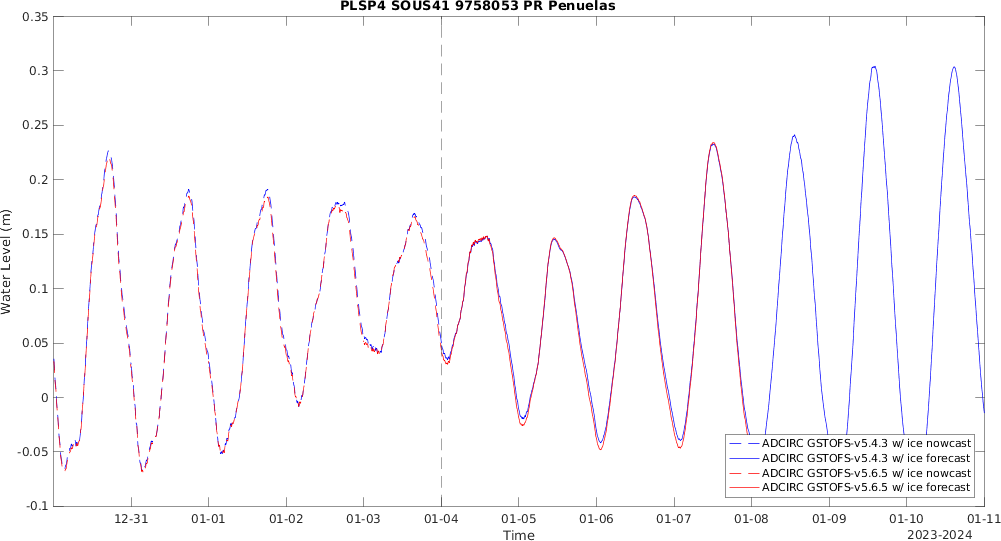 PLSP4 SOUS41 9758053 PR Penuelas
0.35
0.3
0.25
0.2
0.15
0.1
0.05
0
-0.05
-0.1
Water Level (m)
ADCIRC GSTOFS-v5.4.3 w/ ice nowcast
ADCIRC GSTOFS-v5.4.3 w/ ice forecast
ADCIRC GSTOFS-v5.6.5 w/ ice nowcast
ADCIRC GSTOFS-v5.6.5 w/ ice forecast
12-31 01-01 01-02 01-03 01-04 01-05 01-06 01-07 01-08 01-09 01-10 01-11
Time
2023-2024